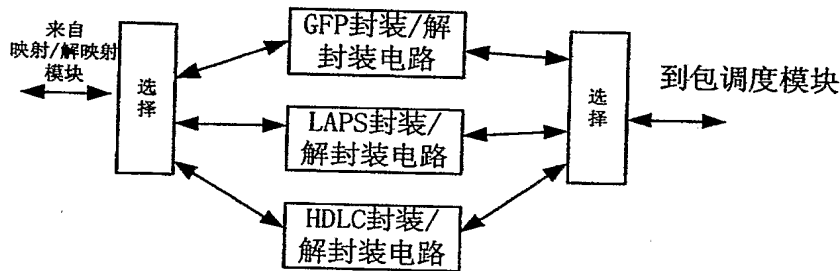 来自
映射/解映射
模块
选择
GFP封装/解
封装电路
LAPS封装/
解封装电路
HDLC封装/
解封装电路
选择
到包调度模块